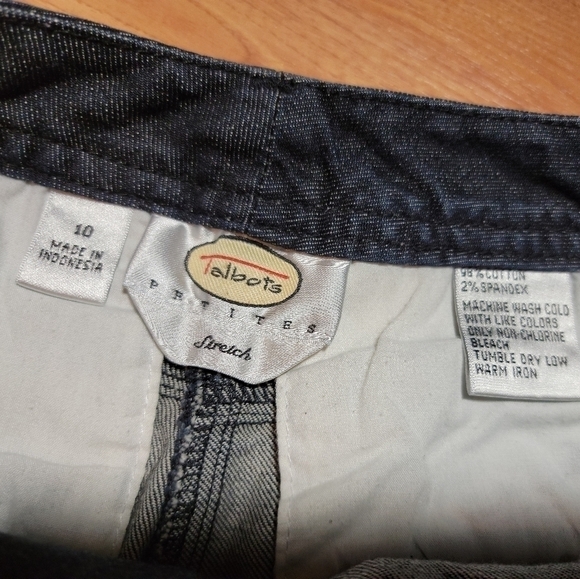 10
MADE IN
INDONESIA
Talbots
PETITES
Stretch
98% COTTON
2% SPANDEX
MACHINE WASH COLD
WITH LIKE COLORS
ONLY NON-CHLORINE
BLEACH
TUMBLE DRY LOW
WARM IRON